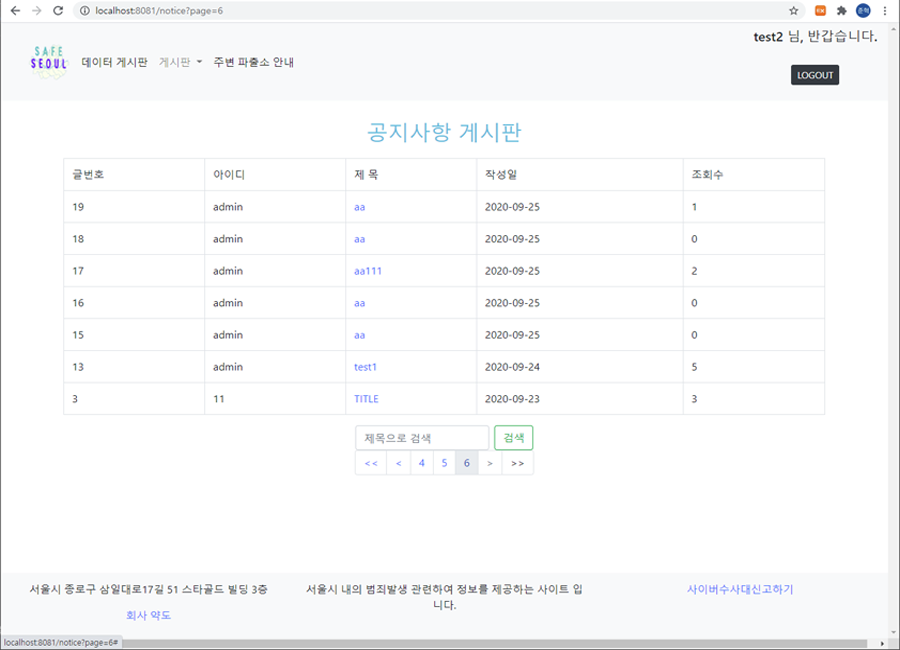 localhost:8081/notice?page=6
test2 님, 반갑습니다.
SAFE
SEOUL
데이터 게시판 게시판 주변 파출소 안내
LOGOUT
공지사항 게시판
글번호 아이디 제 목 작성일 조회수
19 admin aa 2020-09-25 1
18 admin aa 2020-09-25 0
17 admin aa111 2020-09-25 2
16 admin aa 2020-09-25 0
15 admin aa 2020-09-25 0
13 admin test1 2020-09-24 5
3 11 TITLE 2020-09-23 3
제목으로 검색 검색
<< < 4 5 6 > >>
서울시 종로구 삼일대로17길 51 스타골드 빌딩 3층
회사 약도
서울시 내의 범죄발생 관련하여 정보를 제공하는 사이트 입
니다.
사이버수사대신고하기
localhost:8081/notice?page=6#